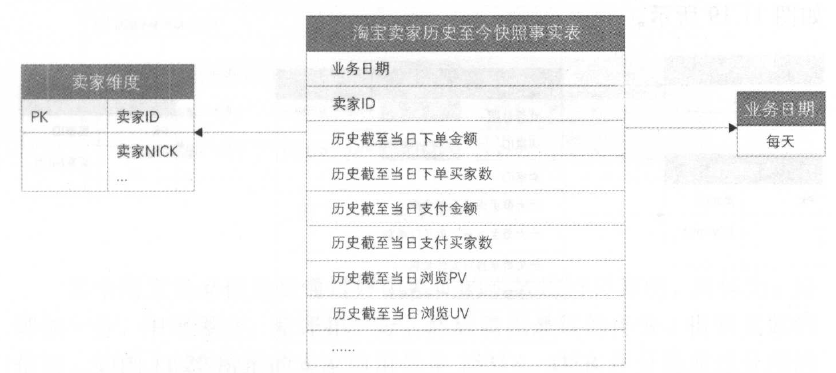 淘宝卖家历史至今快照事实表
业务日期
卖家ID
历史截至当日下单金额
历史截至当日下单买家数
历史截至当日支付金额
历史截至当日支付买家数
历史截至当日浏览PV
历史截至当日浏览UV
......
卖家维度
PK 卖家ID
卖家NICK
...
业务日期
每天